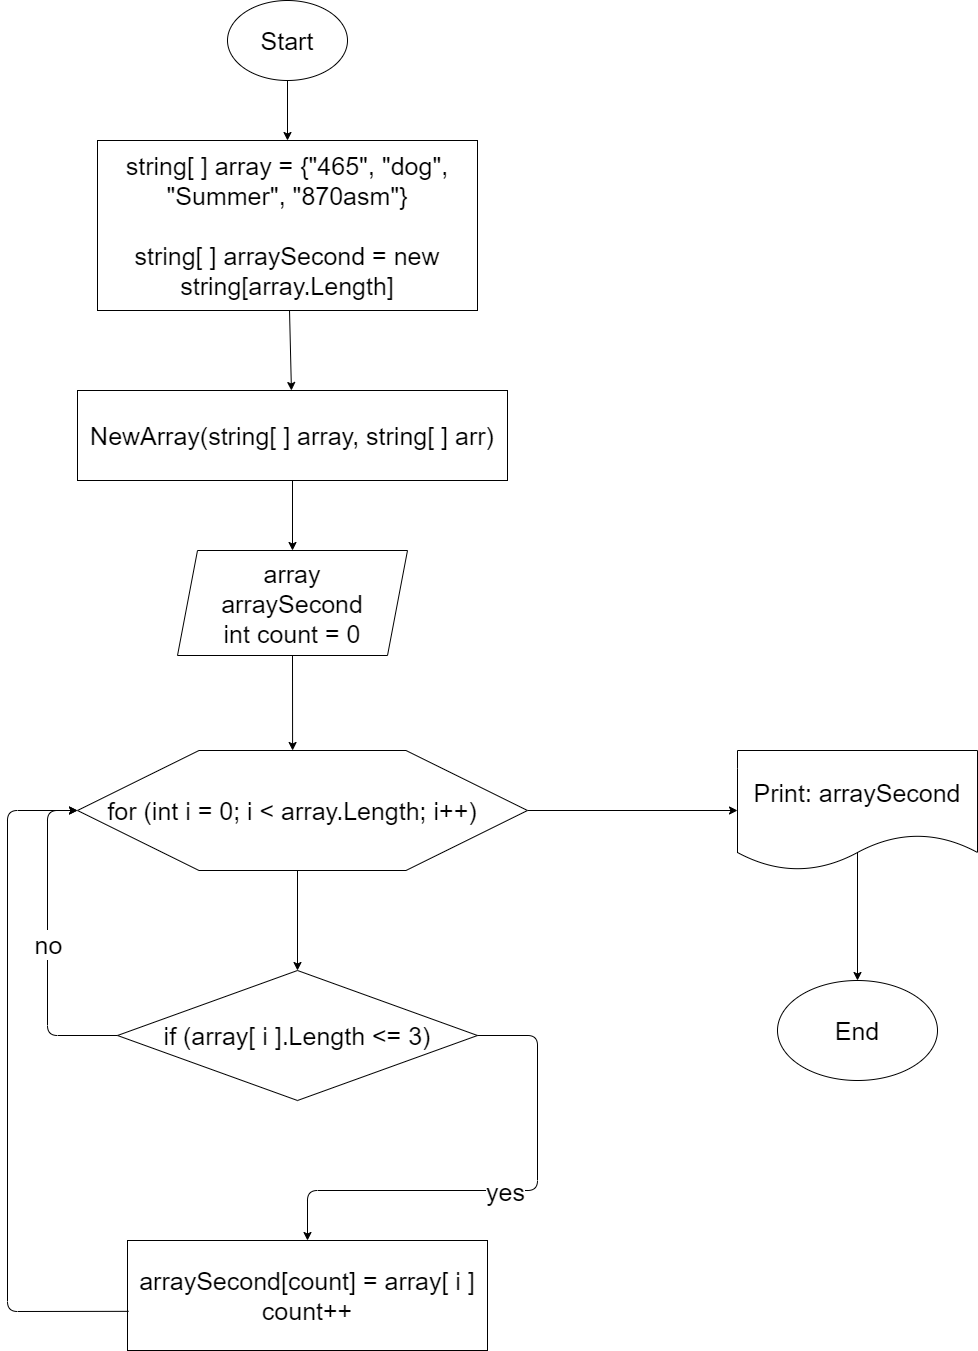 Start
string[ ] array = {"465", "dog",
"Summer", "870asm"}
string[ ] arraySecond = new
string[array.Length]
NewArray(string[ ] array, string[ ] arr)
array
arraySecond
int count = 0
for (int i = 0; i < array.Length; i++)
Print: arraySecond
no
if (array[ i ].Length <= 3)
End
yes
arraySecond[count] = array[ i ]
count++